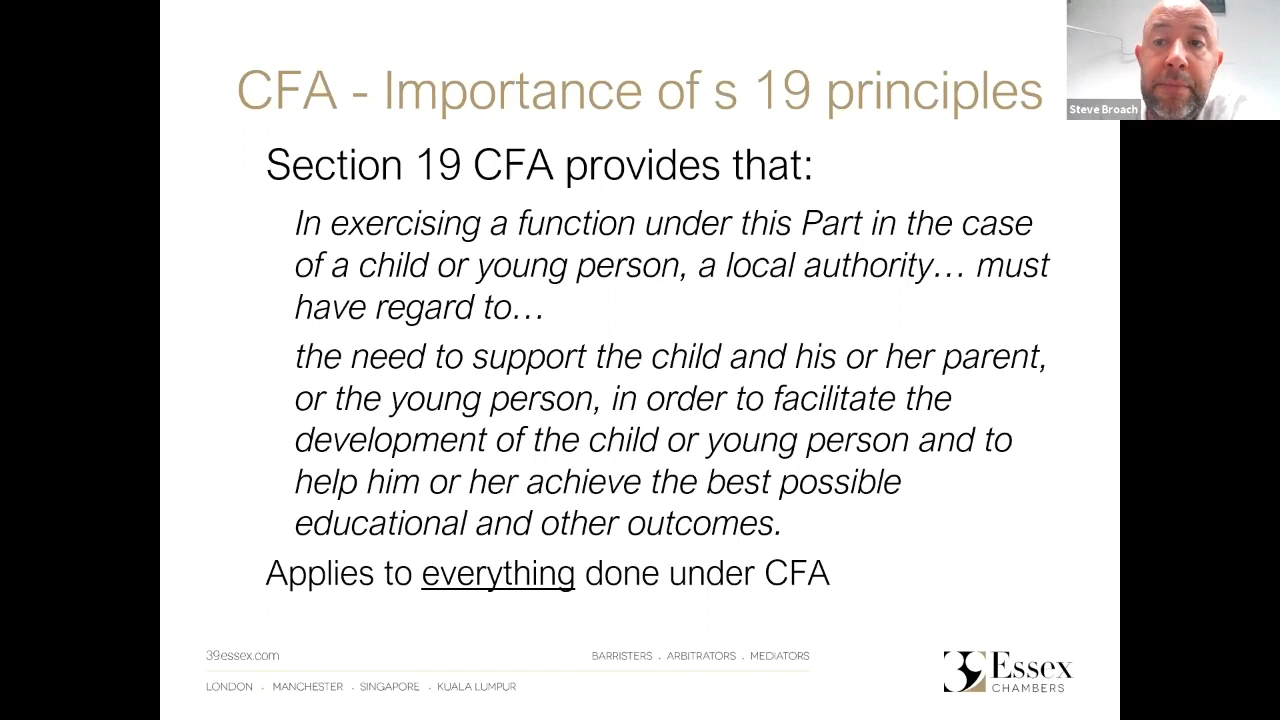 CFA - Importance of s 19 principles
Steve Broach
Section 19 CFA provides that:
In exercising a function under this Part in the case
of a child or young person, a local authority… must
have regard to…
the need to support the child and his or her parent,
or the young person, in order to facilitate the
development of the child or young person and to
help him or her achieve the best possible
educational and other outcomes.
Applies to everything done under CFA
39essex.com
BARRISTERS . ARBITRATORS . MEDIATORS
LONDON . MANCHESTER . SINGAPORE . KUALA LUMPUR
39 Essex
CHAMBERS